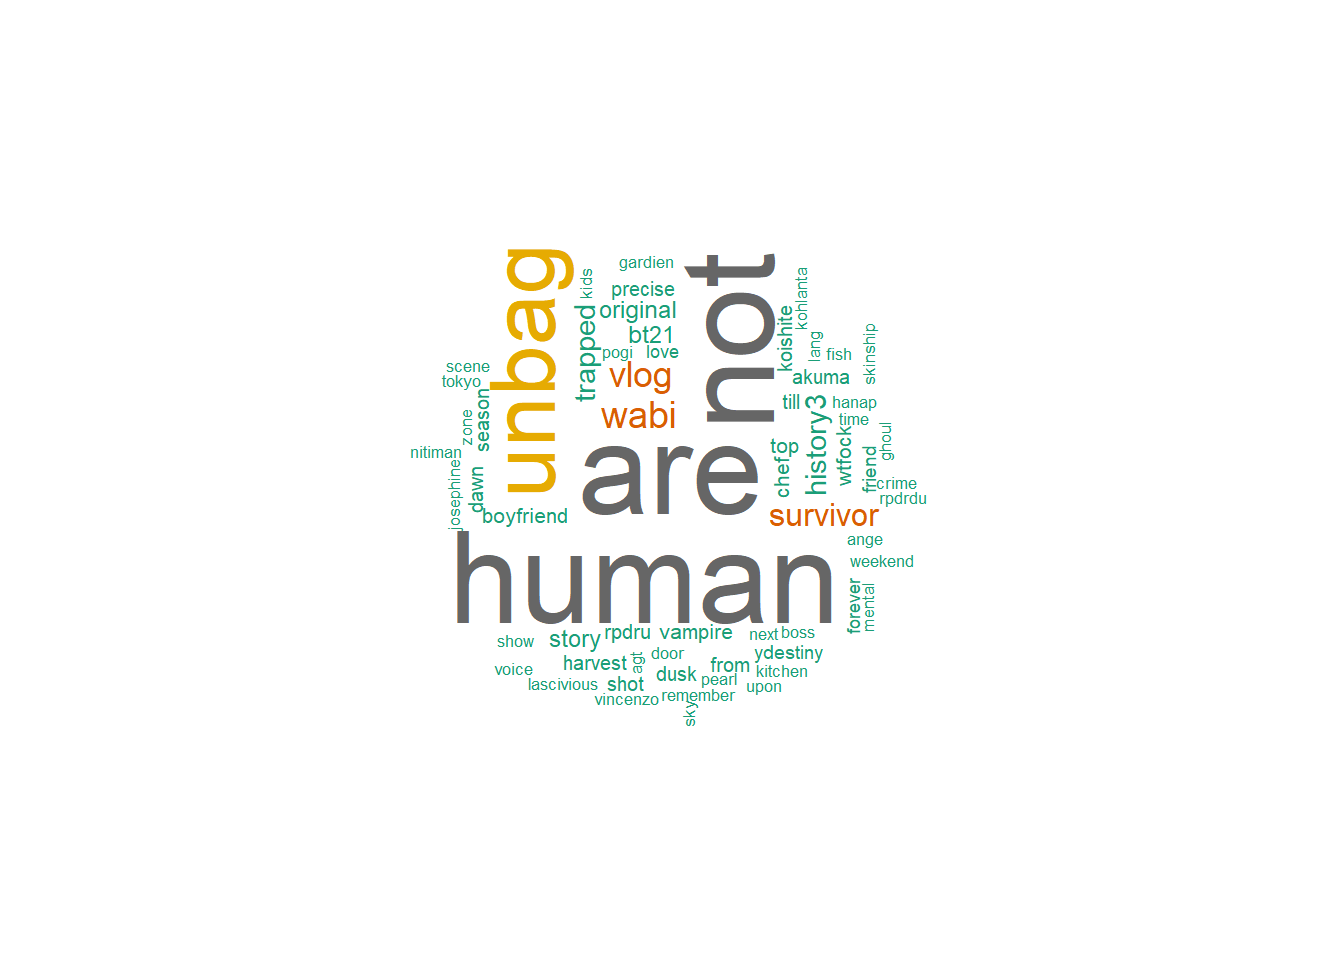 unbag
not
are
human
gardien
kids
precise
original
trapped
bt21
pogi
love
vlog
wabi
kohlanta
koishite
lang
fish
skinship
akuma
till
hanap
time
history3
wtfock
ghoul
friend
top
chef
crime
rpdrdu
survivor
scene
tokyo
season
zone
nitiman
josephine
dawn
boyfriend
ange
weekend
forever
mental
show
story
rpdru
vampire
next
boss
voice
harvest
agt
door
from
ydestiny
kitchen
lascivious
shot
dusk
pearl
upon
vincenzo
remember
sky